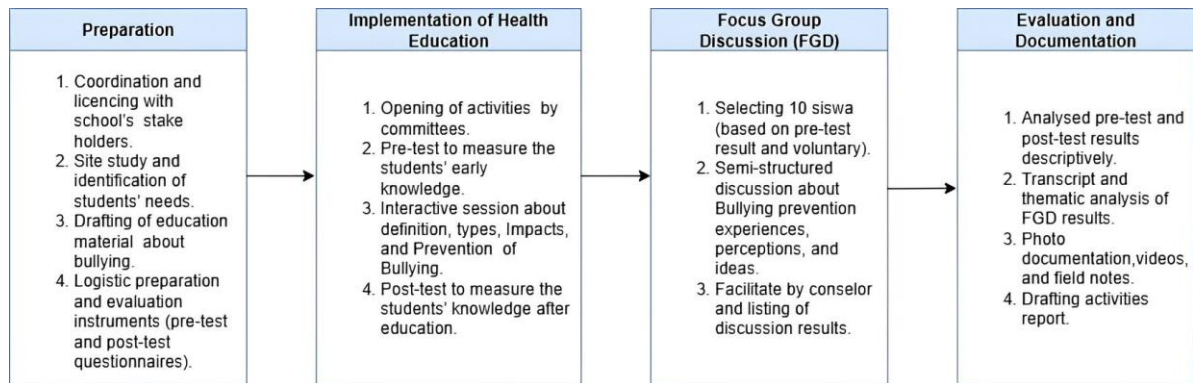 Preparation
1. Coordination and
licencing with
school's stake
holders.
2. Site study and
identification of
students' needs.
3. Drafting of education
material about
bullying.
4. Logistic preparation
and evaluation
instruments (pre-test
and post-test
questionnaires).
Implementation of Health
Education
1. Opening of activities by
committees.
2. Pre-test to measure the
students' early
knowledge.
3. Interactive session about
definition, types, Impacts,
and Prevention of
Bullying.
4. Post-test to measure the
students' knowledge after
education.
Focus Group
Discussion (FGD)
1. Selecting 10 siswa
(based on pre-test
result and voluntary).
2. Semi-structured
discussion about
Bullying prevention
experiences,
perceptions, and
ideas.
3. Facilitate by conselor
and listing of
discussion results.
Evaluation and
Documentation
1. Analysed pre-test and
post-test results
descriptively.
2. Transcript and
thematic analysis of
FGD results.
3. Photo
documentation,videos,
and field notes.
4. Drafting activities
report.